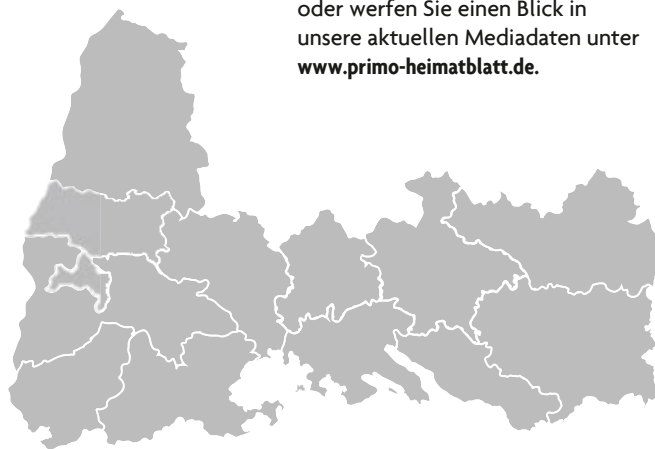 oder werfen Sie einen Blick in
unsere aktuellen Mediadaten unter
www.primo-heimatblatt.de.